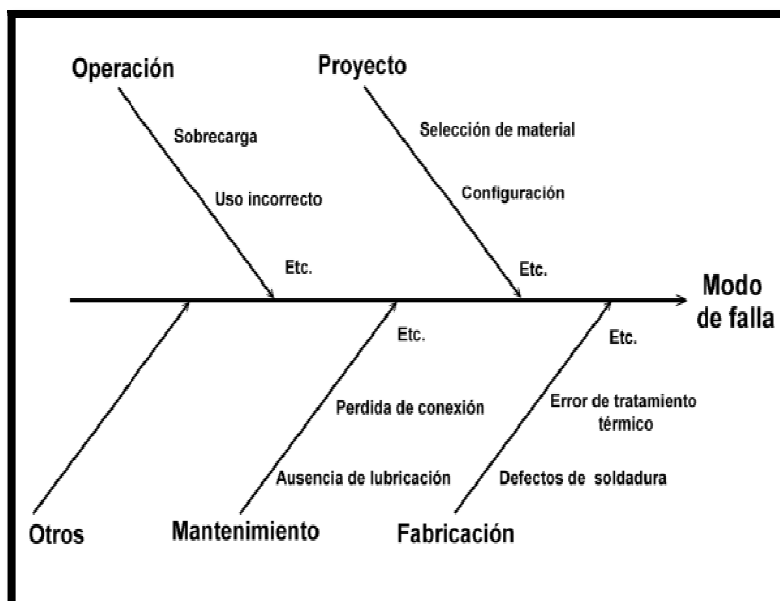 Operación
Proyecto
Sobrecarga
Selección de material
Uso incorrecto
Configuración
Etc.
Etc.
Modo
de falla
Etc.
Etc.
Perdida de conexión
Error de tratamiento
térmico
Ausencia de lubricación
Defectos de soldadura
Otros
Mantenimiento
Fabricación